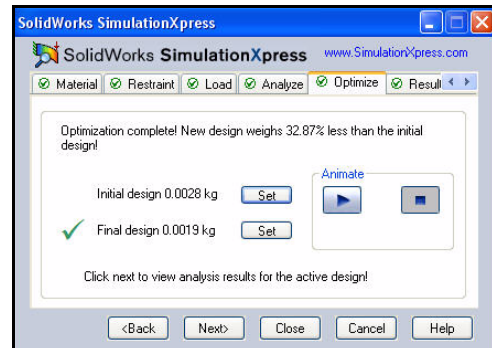 SolidWorks SimulationXpress
SolidWorks SimulationXpress www.SimulationXpress.com
Material Restraint Load Analyze Optimize Result
Optimization complete! New design weighs 32.87% less than the initial
design!
Animate
Initial design 0.0028 kg Set
Final design 0.0019 kg Set
Click next to view analysis results for the active design!
<Back Next> Close Cancel Help